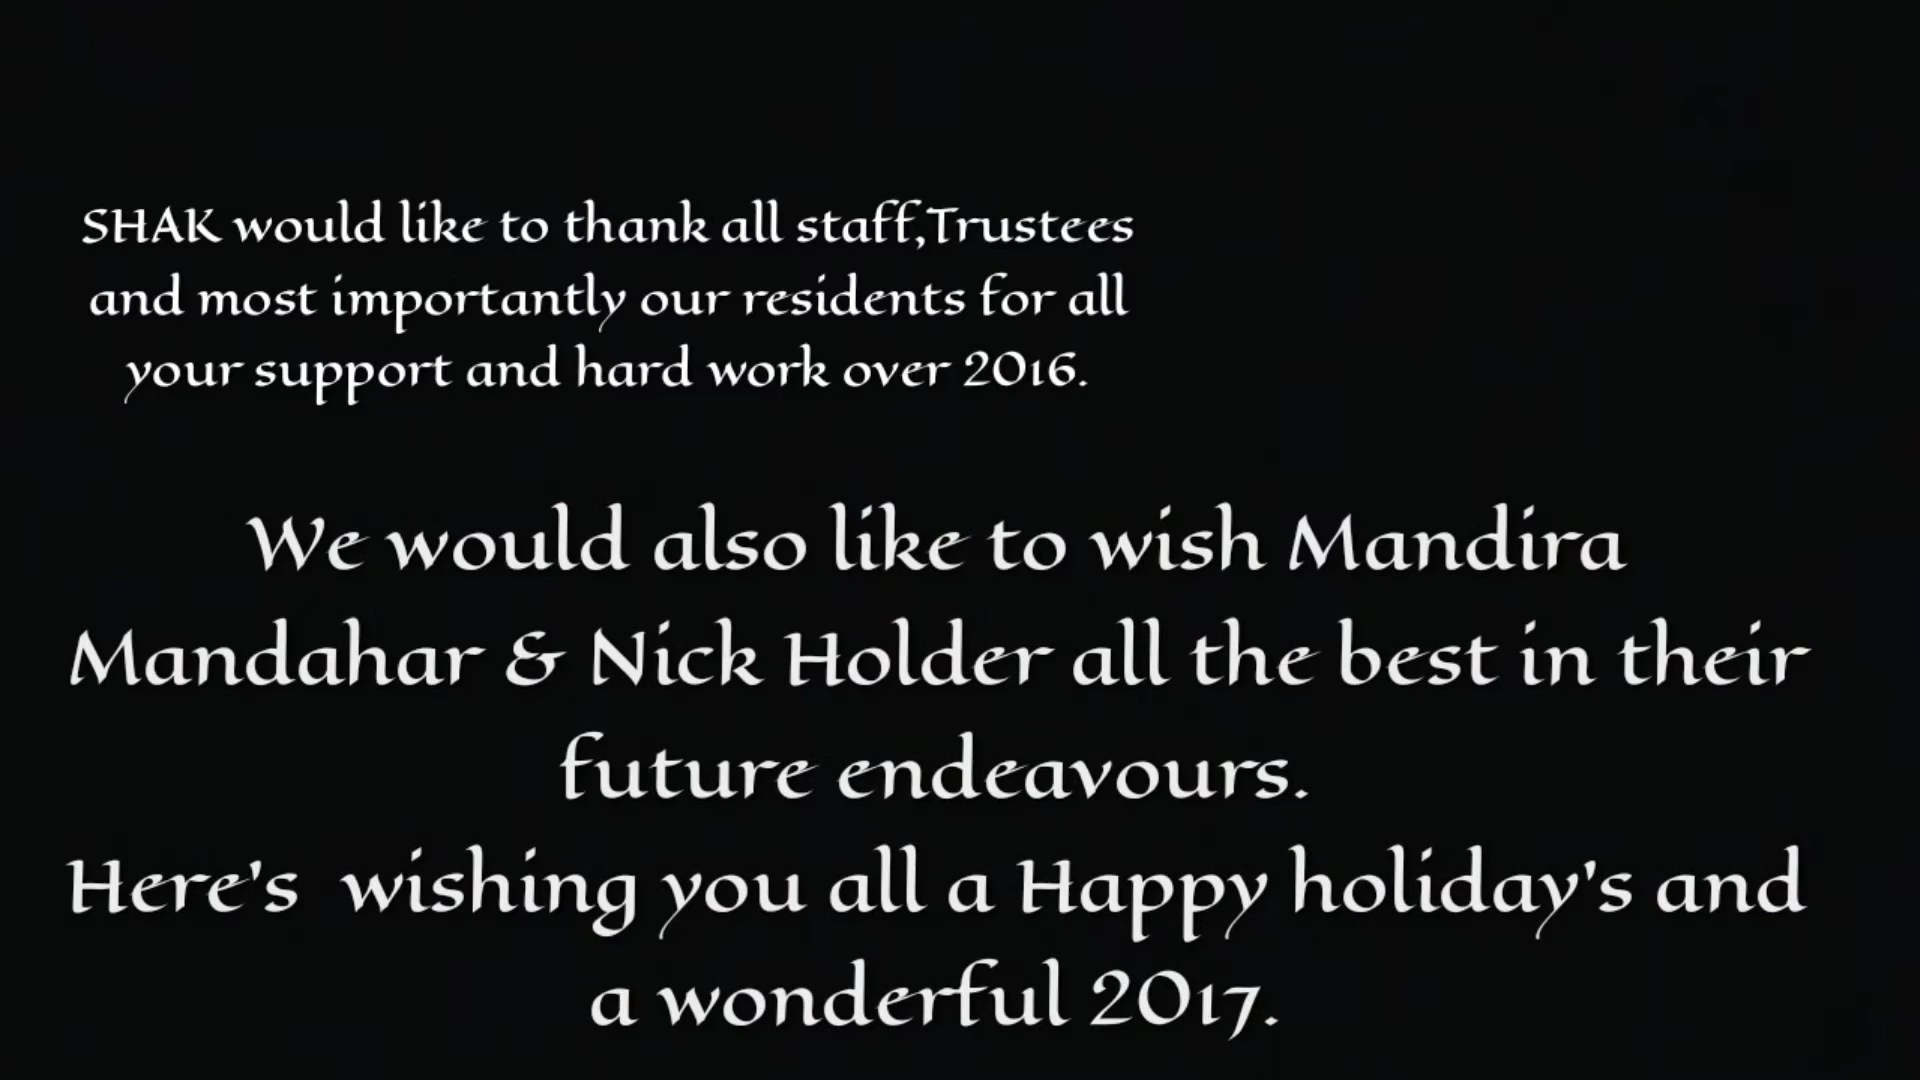 SHAK would like to thank all staff,Trustees
and most importantly our residents for all
your support and hard work over 2016.
We would also like to wish Mandira
Mandahar & Nick Holder all the best in their
future endeavours.
Here's  wishing you all a Happy holiday's and
a wonderful 2017.